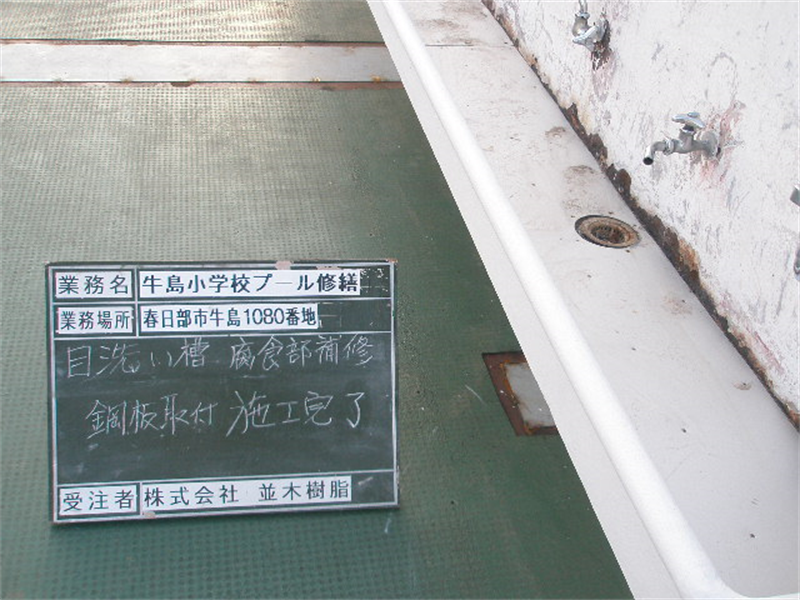 業務名 牛島小学校プール修繕
業務場所 春日部市牛島1080番地
目洗い槽 腐食部補修
鋼板取付 施工完了
受注者 株式会社 並木樹脂